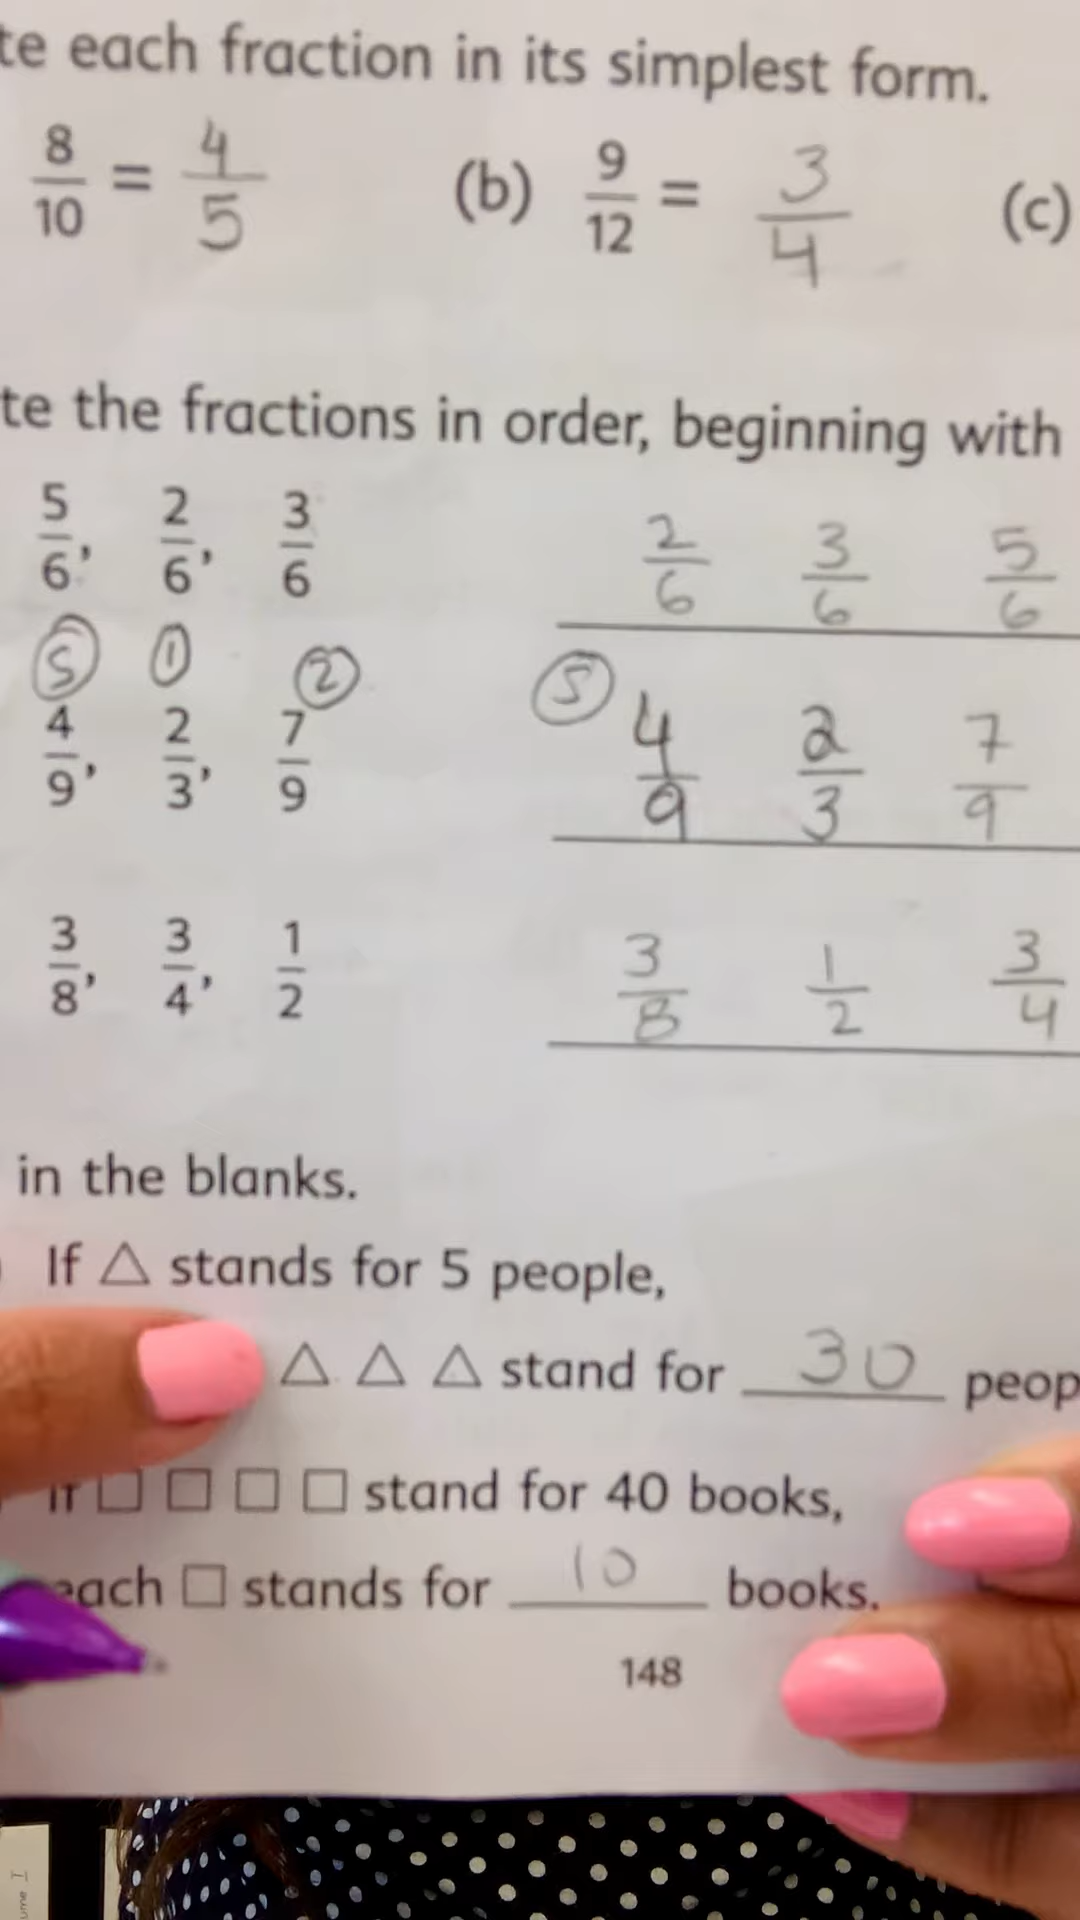 te each fraction in its simplest form.
8/10 = 4/5 (b) 9/12 = 3/4 (c)
te the fractions in order, beginning with
5/6, 2/6, 3/6 2/6 3/6 5/6
S 1 2 S
4/9, 2/3, 7/9 4/9 2/3 7/9
3/8, 3/4, 1/2 3/8 1/2 3/4
in the blanks.
If △ stands for 5 people,
△ △ △ stand for 30 peop
If □ □ □ □ stand for 40 books,
each □ stands for 10 books.
148